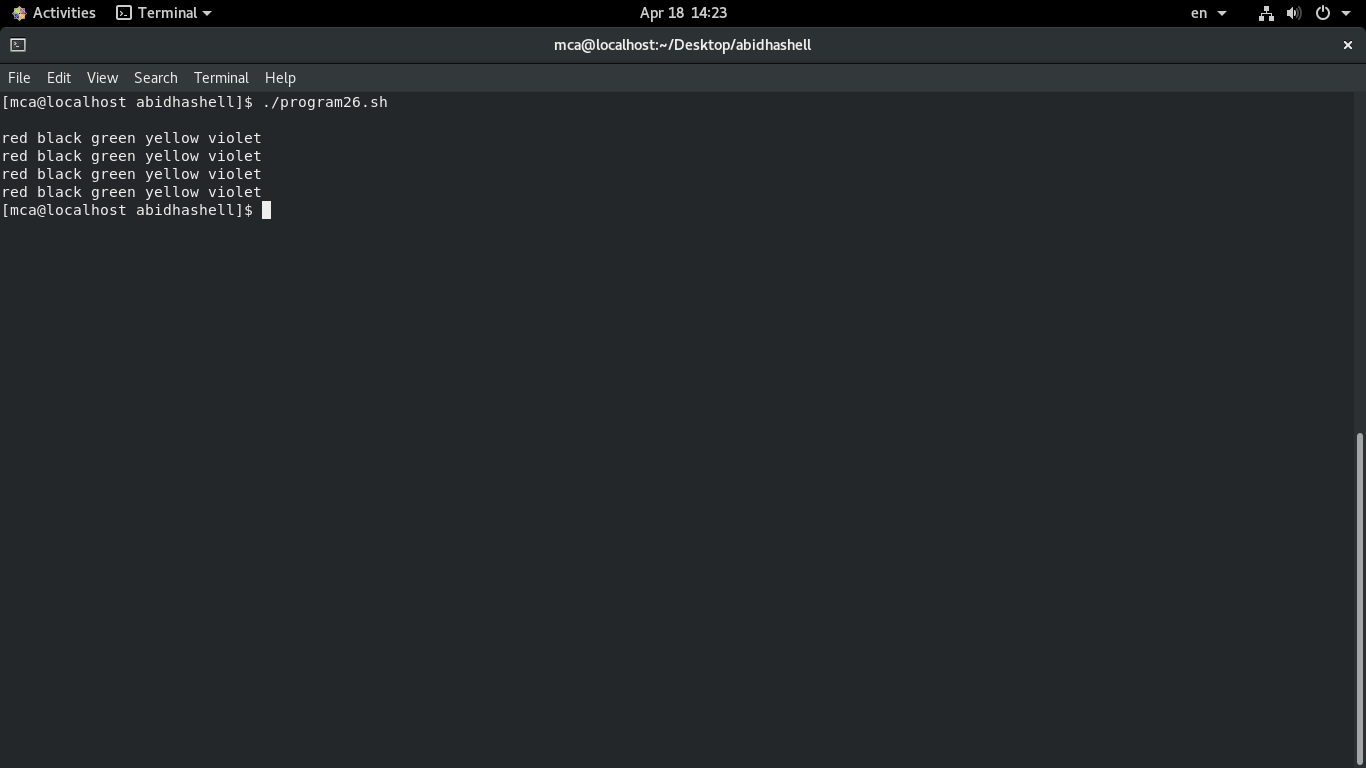 Activities Terminal Apr 18 14:23 en
mca@localhost:~/Desktop/abidhashell
File Edit View Search Terminal Help
[mca@localhost abidhashell]$ ./program26.sh
red black green yellow violet
red black green yellow violet
red black green yellow violet
red black green yellow violet
[mca@localhost abidhashell]$